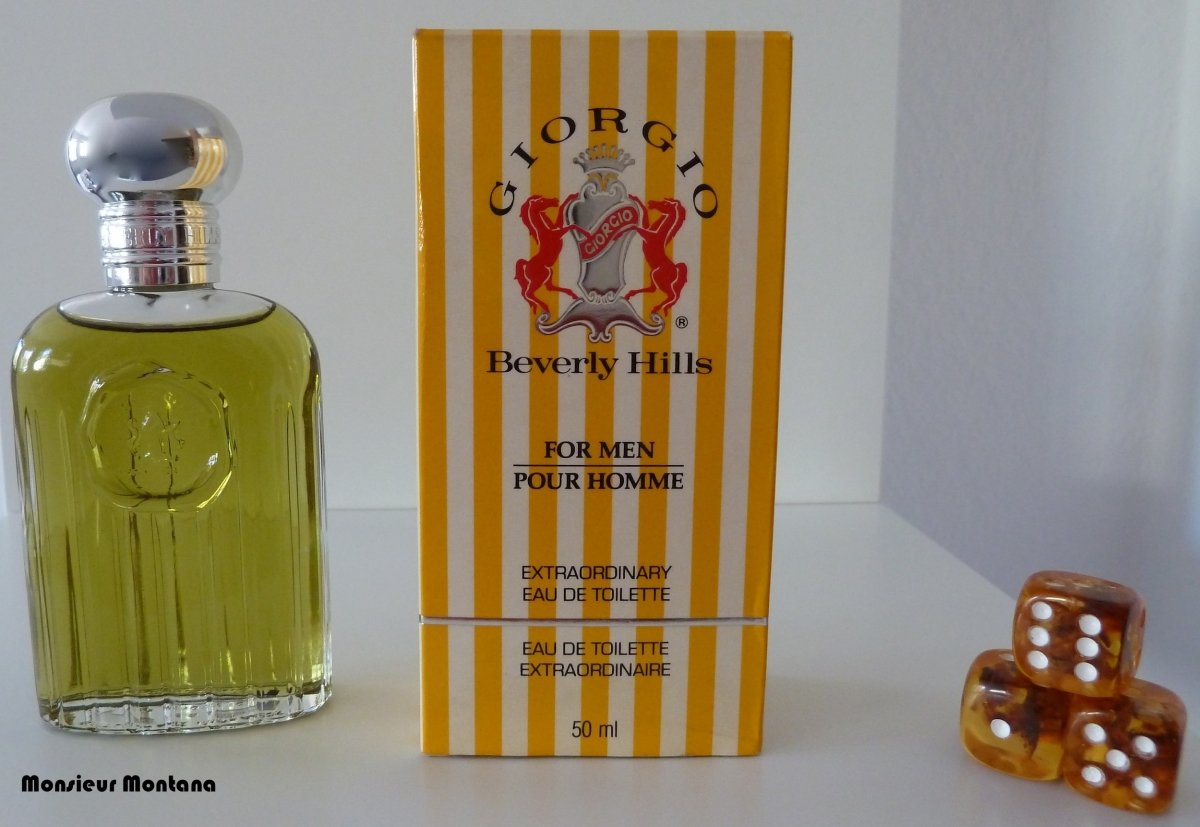 GIORGIO
GIORGIO
®
Beverly Hills
FOR MEN
POUR HOMME
EXTRAORDINARY
EAU DE TOILETTE
EAU DE TOILETTE
EXTRAORDINAIRE
50 ml
Monsieur Montana